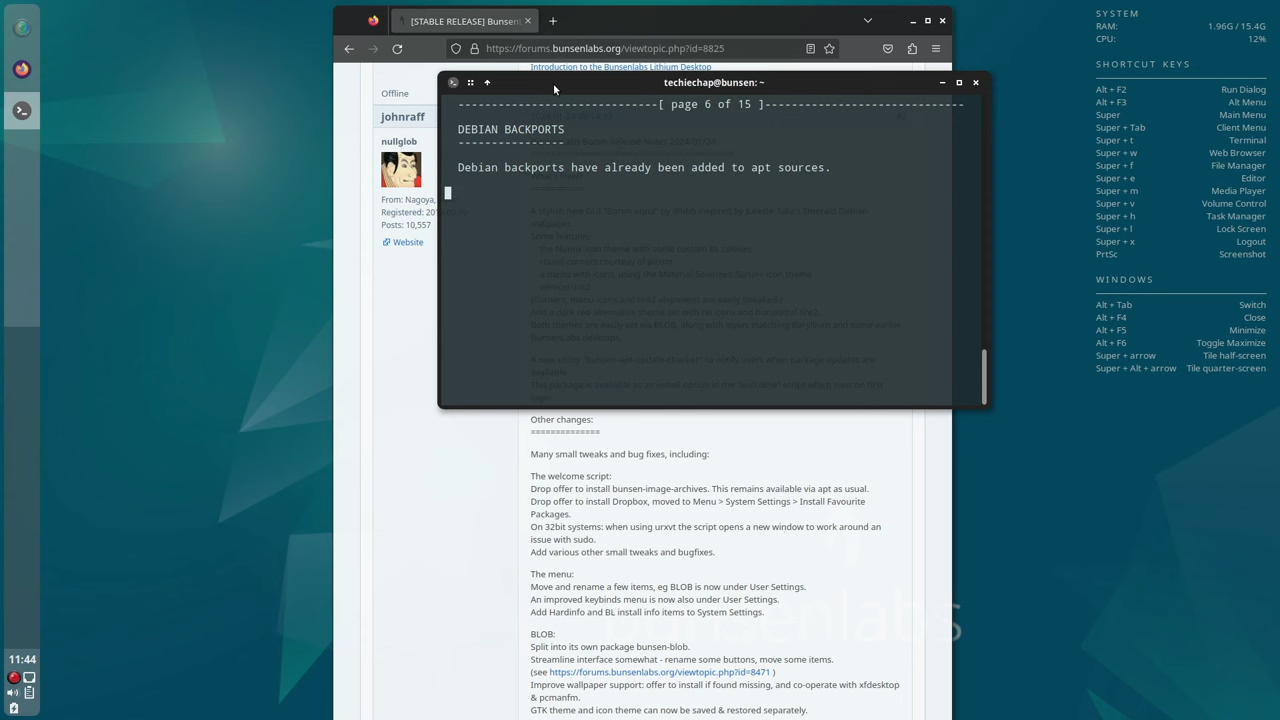 [STABLE RELEASE] Bunsen
https://forums.bunsenlabs.org/viewtopic.php?id=8825
Introduction to the Bunsenlabs Lithium Desktop
Offline
johnraff
nullglob
From: Nagoya,
Registered: 20
Posts: 10,557
Website
techiechap@bunsen: ~
-----------------------------[ page 6 of 15 ]-----------------------------
DEBIAN BACKPORTS
----------------
Debian backports have already been added to apt sources.
Other changes:
==============
Many small tweaks and bug fixes, including:
The welcome script:
Drop offer to install bunsen-image-archives. This remains available via apt as usual.
Drop offer to install Dropbox, moved to Menu > System Settings > Install Favourite
Packages.
On 32bit systems: when using urxvt the script opens a new window to work around an
issue with sudo.
Add various other small tweaks and bugfixes.
The menu:
Move and rename a few items, eg BLOB is now under User Settings.
An improved keybinds menu is now also under User Settings.
Add Hardinfo and BL install info items to System Settings.
BLOB:
Split into its own package bunsen-blob.
Streamline interface somewhat - rename some buttons, move some items.
(see https://forums.bunsenlabs.org/viewtopic.php?id=8471 )
Improve wallpaper support: offer to install if found missing, and co-operate with xfdesktop
& pcmanfm.
GTK theme and icon theme can now be saved & restored separately.
bunsenlabs
SYSTEM
RAM: 1.96G / 15.4G
CPU: 12%
SHORTCUT KEYS
Alt + F2 Run Dialog
Alt + F3 Alt Menu
Super Main Menu
Super + Tab Client Menu
Super + t Terminal
Super + w Web Browser
Super + f File Manager
Super + e Editor
Super + m Media Player
Super + v Volume Control
Super + h Task Manager
Super + l Lock Screen
Super + x Logout
PrtSc Screenshot
WINDOWS
Alt + Tab Switch
Alt + F4 Close
Alt + F5 Minimize
Alt + F6 Toggle Maximize
Super + arrow Tile half-screen
Super + Alt + arrow Tile quarter-screen
11:44